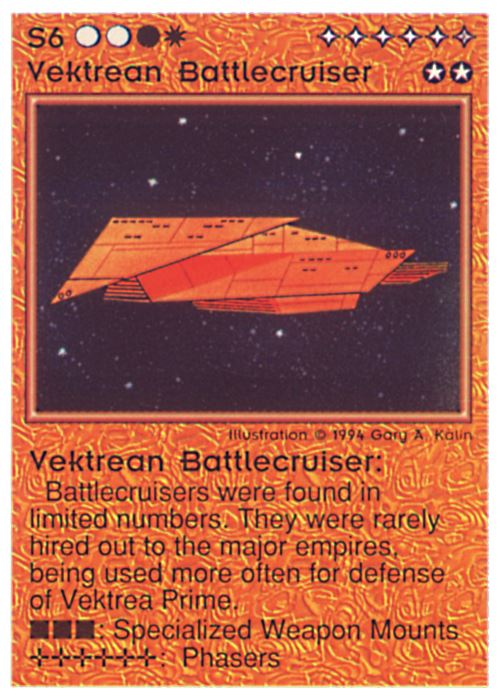 S6
Vektrean Battlecruiser
Illustration © 1994 Gary A. Kalin
Vektrean Battlecruiser:
Battlecruisers were found in
limited numbers. They were rarely
hired out to the major empires,
being used more often for defense
of Vektrea Prime.
■■■: Specialized Weapon Mounts
✢✢✢✢✢✢: Phasers